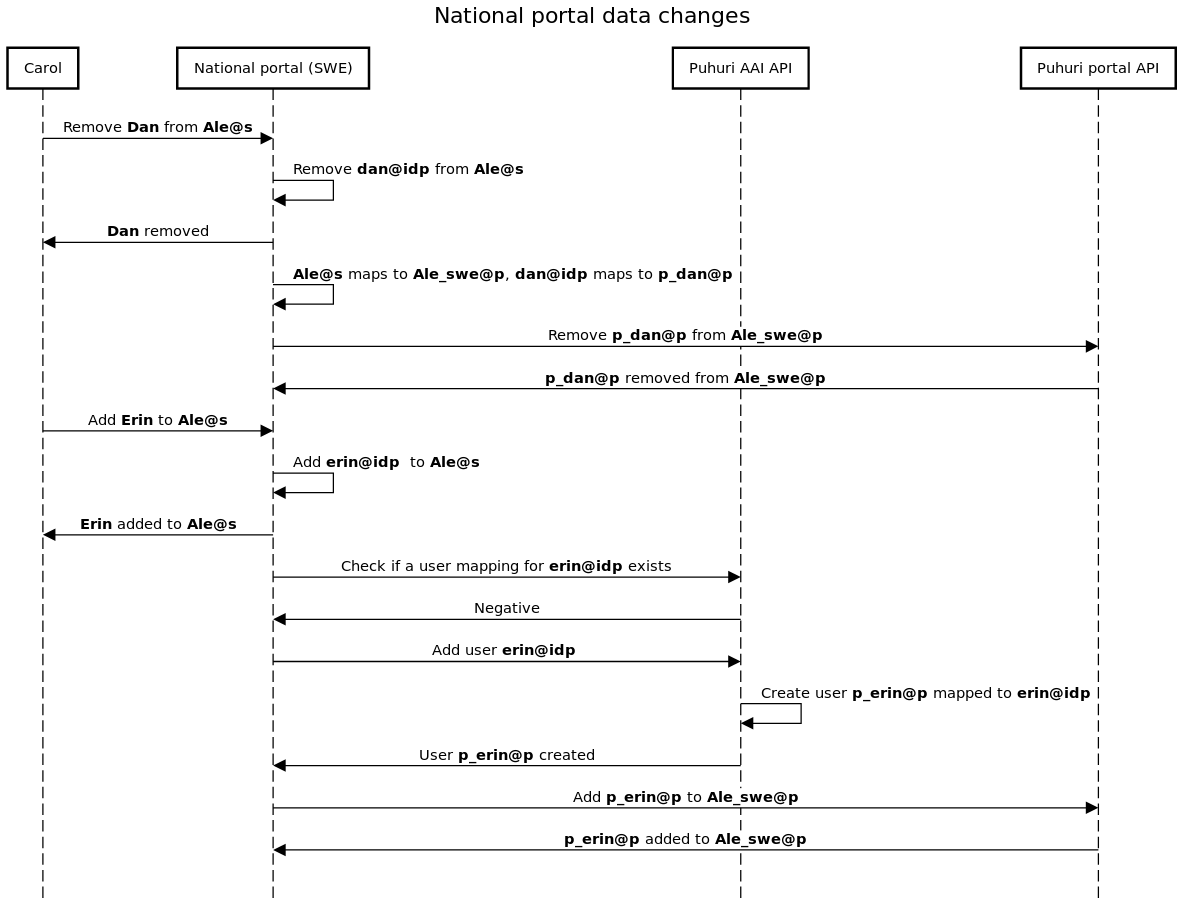 National portal data changes
Carol
National portal (SWE)
Puhuri AAI API
Puhuri portal API
Remove Dan from Ale@s
Remove dan@idp from Ale@s
Dan removed
Ale@s maps to Ale_swe@p, dan@idp maps to p_dan@p
Remove p_dan@p from Ale_swe@p
p_dan@p removed from Ale_swe@p
Add Erin to Ale@s
Add erin@idp  to Ale@s
Erin added to Ale@s
Check if a user mapping for erin@idp exists
Negative
Add user erin@idp
Create user p_erin@p mapped to erin@idp
User p_erin@p created
Add p_erin@p to Ale_swe@p
p_erin@p added to Ale_swe@p